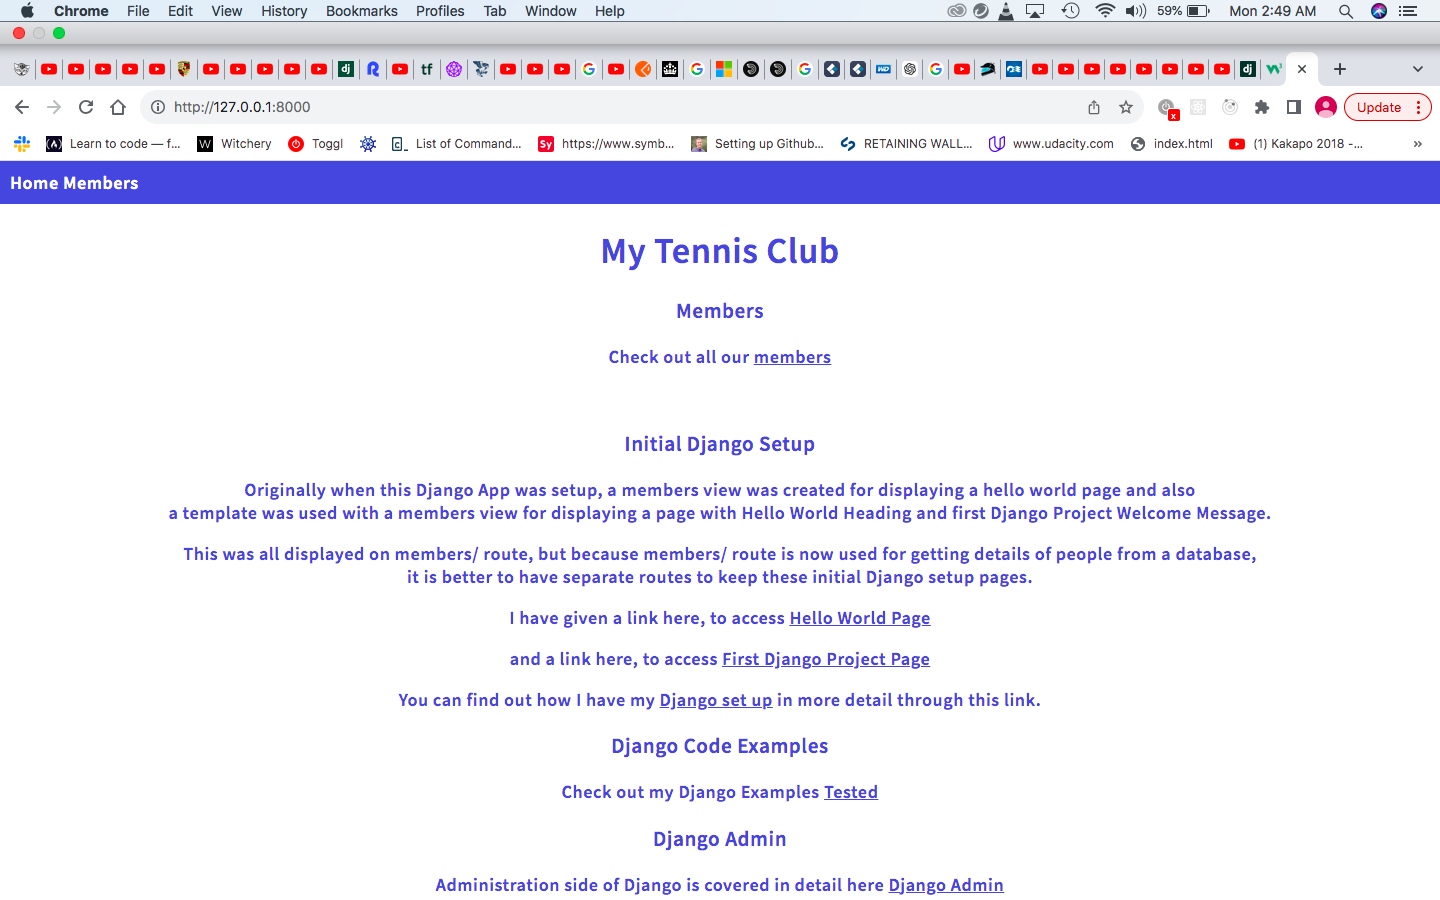 Chrome File Edit View History Bookmarks Profiles Tab Window Help 59% Mon 2:49 AM
http://127.0.0.1:8000 Update
Learn to code — f... Witchery Toggl List of Command... https://www.symb... Setting up Github... RETAINING WALL... www.udacity.com index.html (1) Kakapo 2018 -... »
Home Members
My Tennis Club
Members
Check out all our members
Initial Django Setup
Originally when this Django App was setup, a members view was created for displaying a hello world page and also
a template was used with a members view for displaying a page with Hello World Heading and first Django Project Welcome Message.
This was all displayed on members/ route, but because members/ route is now used for getting details of people from a database,
it is better to have separate routes to keep these initial Django setup pages.
I have given a link here, to access Hello World Page
and a link here, to access First Django Project Page
You can find out how I have my Django set up in more detail through this link.
Django Code Examples
Check out my Django Examples Tested
Django Admin
Administration side of Django is covered in detail here Django Admin